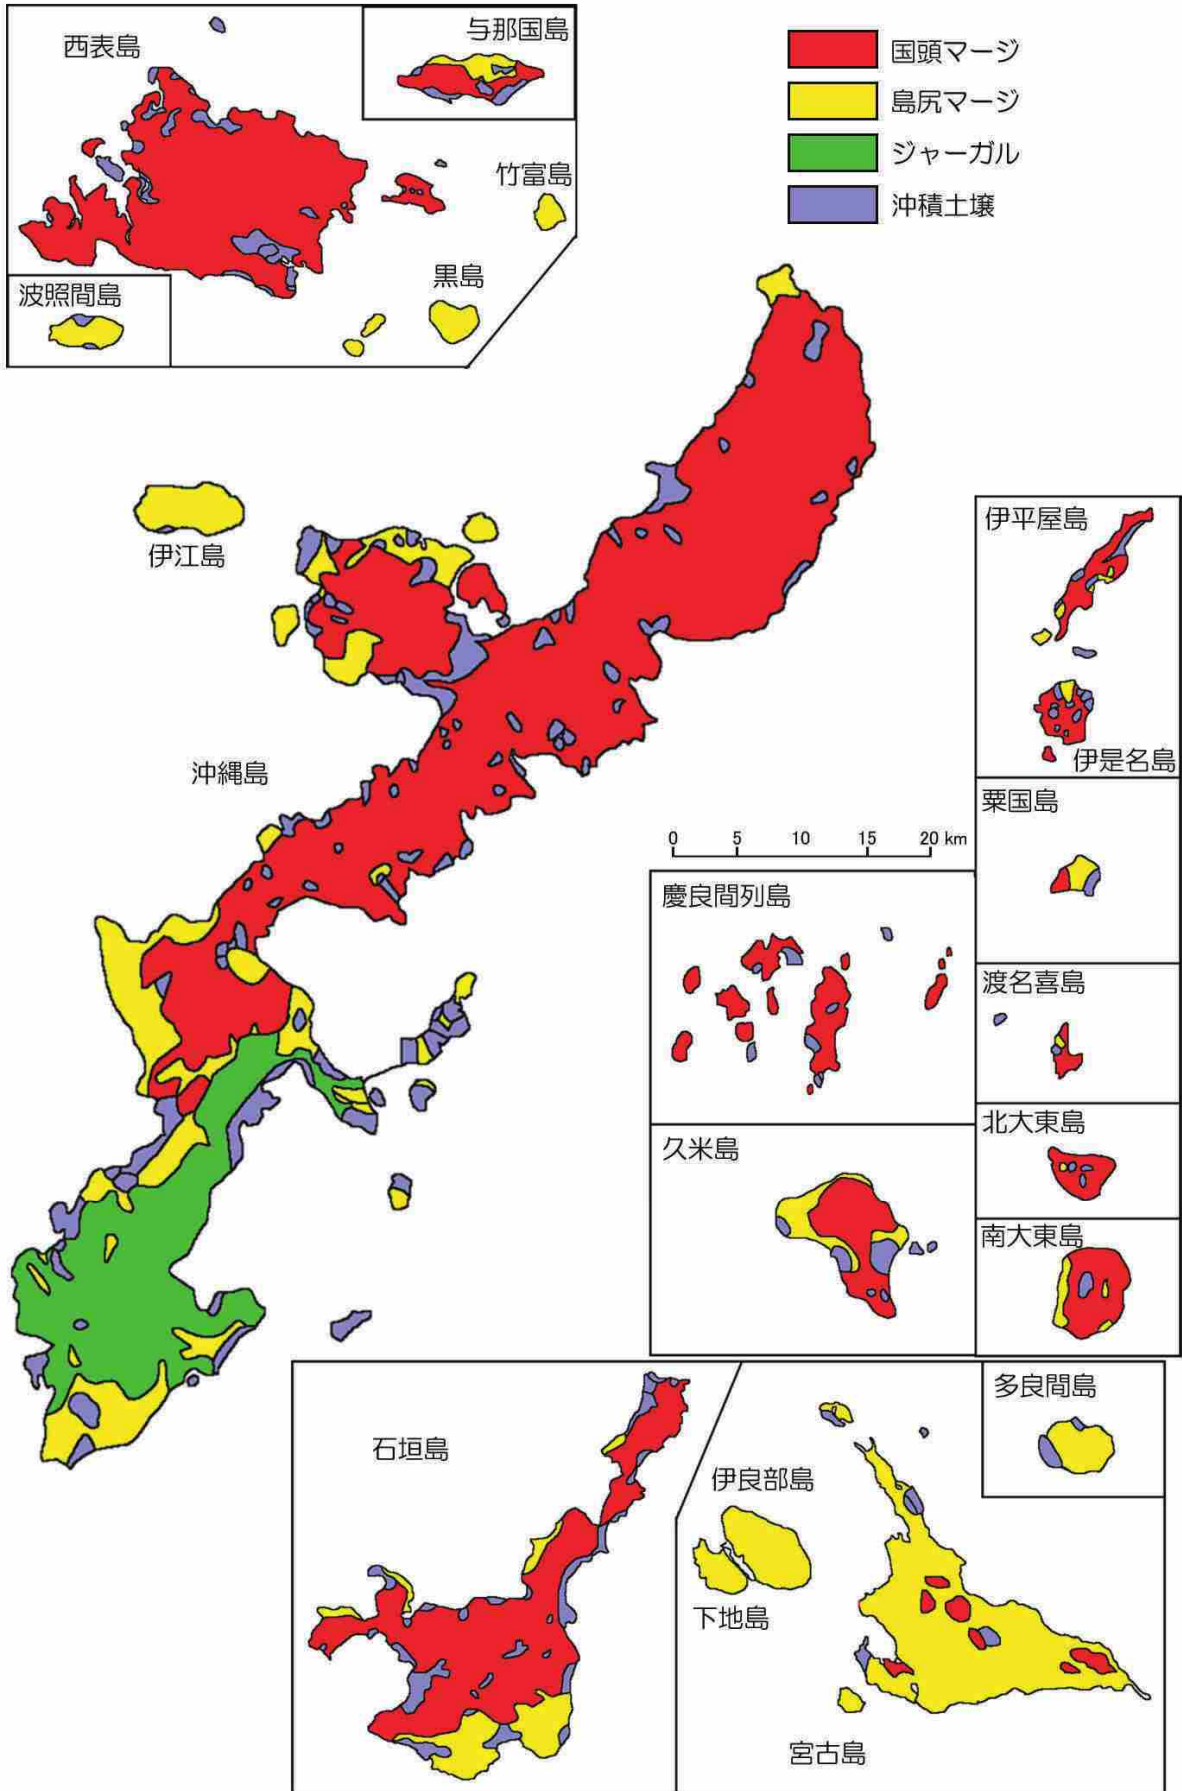 西表島
与那国島
竹富島
黒島
波照間島
国頭マージ
島尻マージ
ジャーガル
沖積土壌
伊江島
沖縄島
伊平屋島
伊是名島
粟国島
0 5 10 15 20 km
慶良間列島
渡名喜島
久米島
北大東島
南大東島
石垣島
多良間島
伊良部島
下地島
宮古島